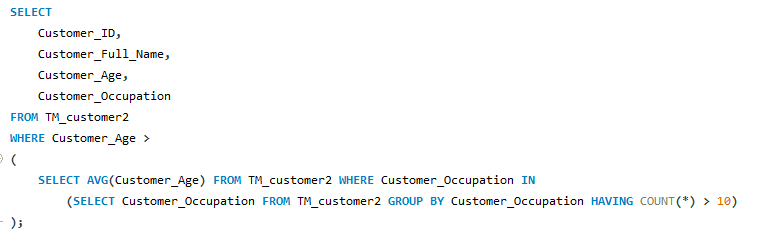 SELECT
Customer_ID,
Customer_Full_Name,
Customer_Age,
Customer_Occupation
FROM TM_customer2
WHERE Customer_Age >
(
SELECT AVG(Customer_Age) FROM TM_customer2 WHERE Customer_Occupation IN
(SELECT Customer_Occupation FROM TM_customer2 GROUP BY Customer_Occupation HAVING COUNT(*) > 10)
);